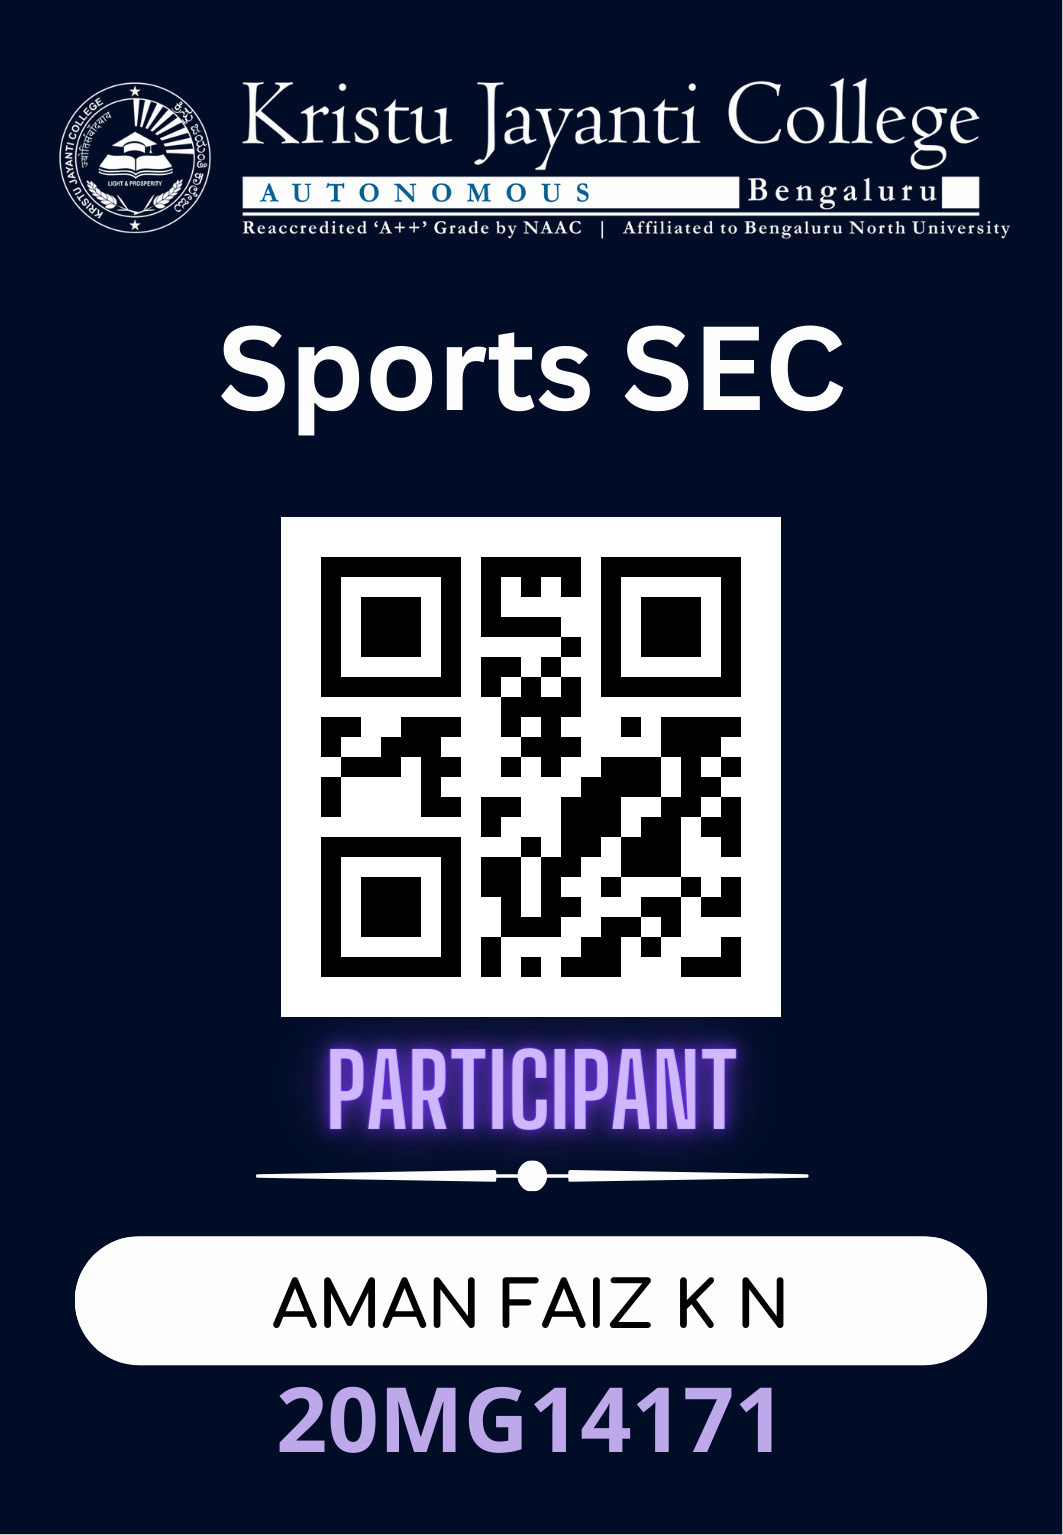 KRISTU JAYANTI COLLEGE
LIGHT & PROSPERITY
Kristu Jayanti College
AUTONOMOUS Bengaluru
Reaccredited ‘A++’ Grade by NAAC | Affiliated to Bengaluru North University
Sports SEC
PARTICIPANT
AMAN FAIZ K N
20MG14171